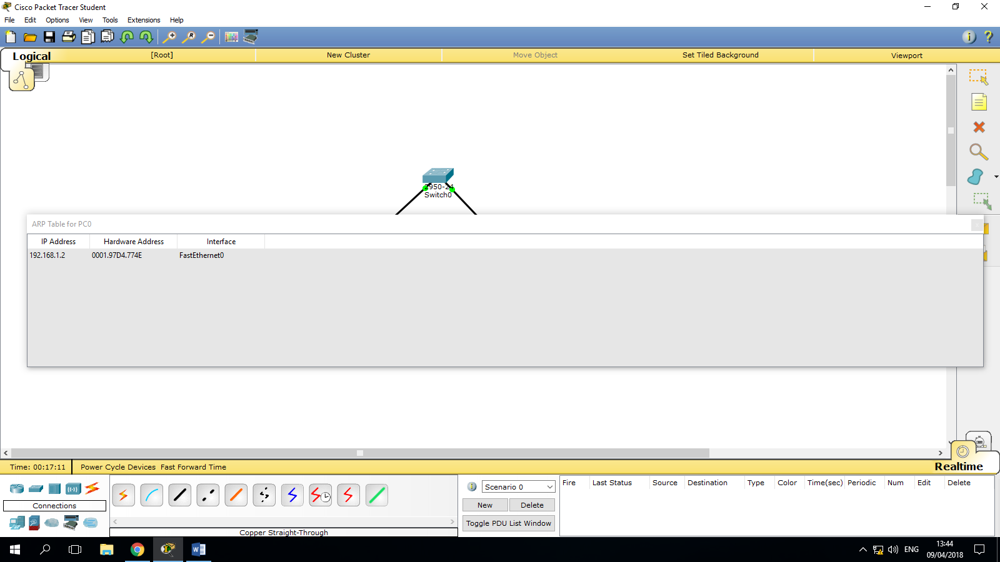 Cisco Packet Tracer Student
File Edit Options View Tools Extensions Help
Logical [Root] New Cluster Move Object Set Tiled Background Viewport
2950-24
Switch0
ARP Table for PC0
IP Address Hardware Address Interface
192.168.1.2 0001.97D4.774E FastEthernet0
Time: 00:17:11 Power Cycle Devices Fast Forward Time Realtime
Connections
Copper Straight-Through
Scenario 0
New Delete
Toggle PDU List Window
Fire Last Status Source Destination Type Color Time(sec) Periodic Num Edit Delete
ENG
13:44
09/04/2018